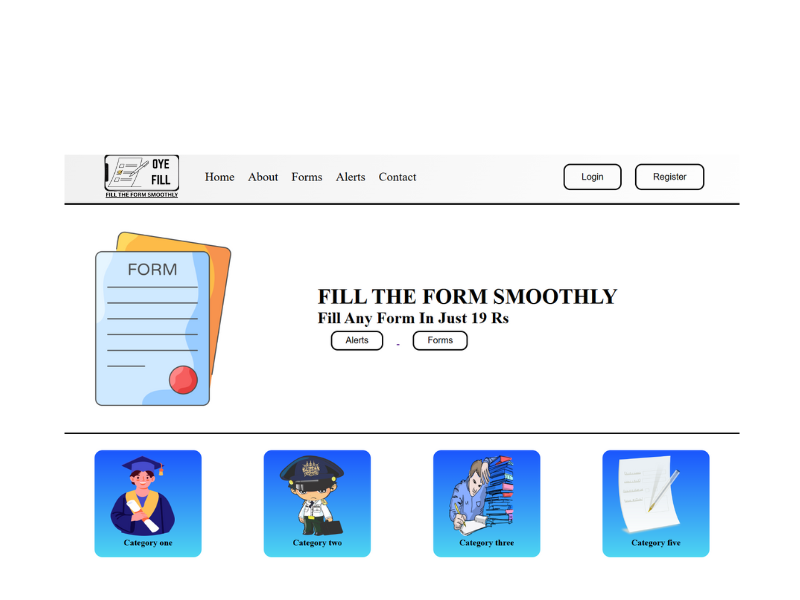 OYE
FILL
FILL THE FORM SMOOTHLY
Home About Forms Alerts Contact
Login Register
FORM
FILL THE FORM SMOOTHLY
Fill Any Form In Just 19 Rs
Alerts - Forms
Category one Category two Category three Category five